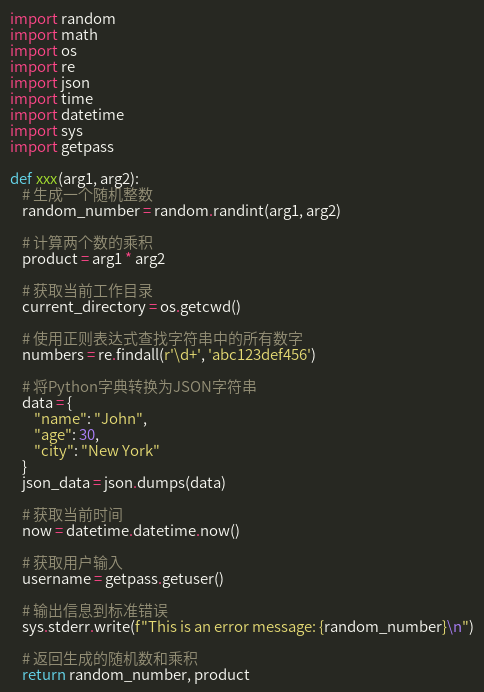 import random
import math
import os
import re
import json
import time
import datetime
import sys
import getpass

def xxx(arg1, arg2):
    # 生成一个随机整数
    random_number = random.randint(arg1, arg2)

    # 计算两个数的乘积
    product = arg1 * arg2

    # 获取当前工作目录
    current_directory = os.getcwd()

    # 使用正则表达式查找字符串中的所有数字
    numbers = re.findall(r'\d+', 'abc123def456')

    # 将Python字典转换为JSON字符串
    data = {
        "name": "John",
        "age": 30,
        "city": "New York"
    }
    json_data = json.dumps(data)

    # 获取当前时间
    now = datetime.datetime.now()

    # 获取用户输入
    username = getpass.getuser()

    # 输出信息到标准错误
    sys.stderr.write(f"This is an error message: {random_number}\n")

    # 返回生成的随机数和乘积
    return random_number, product